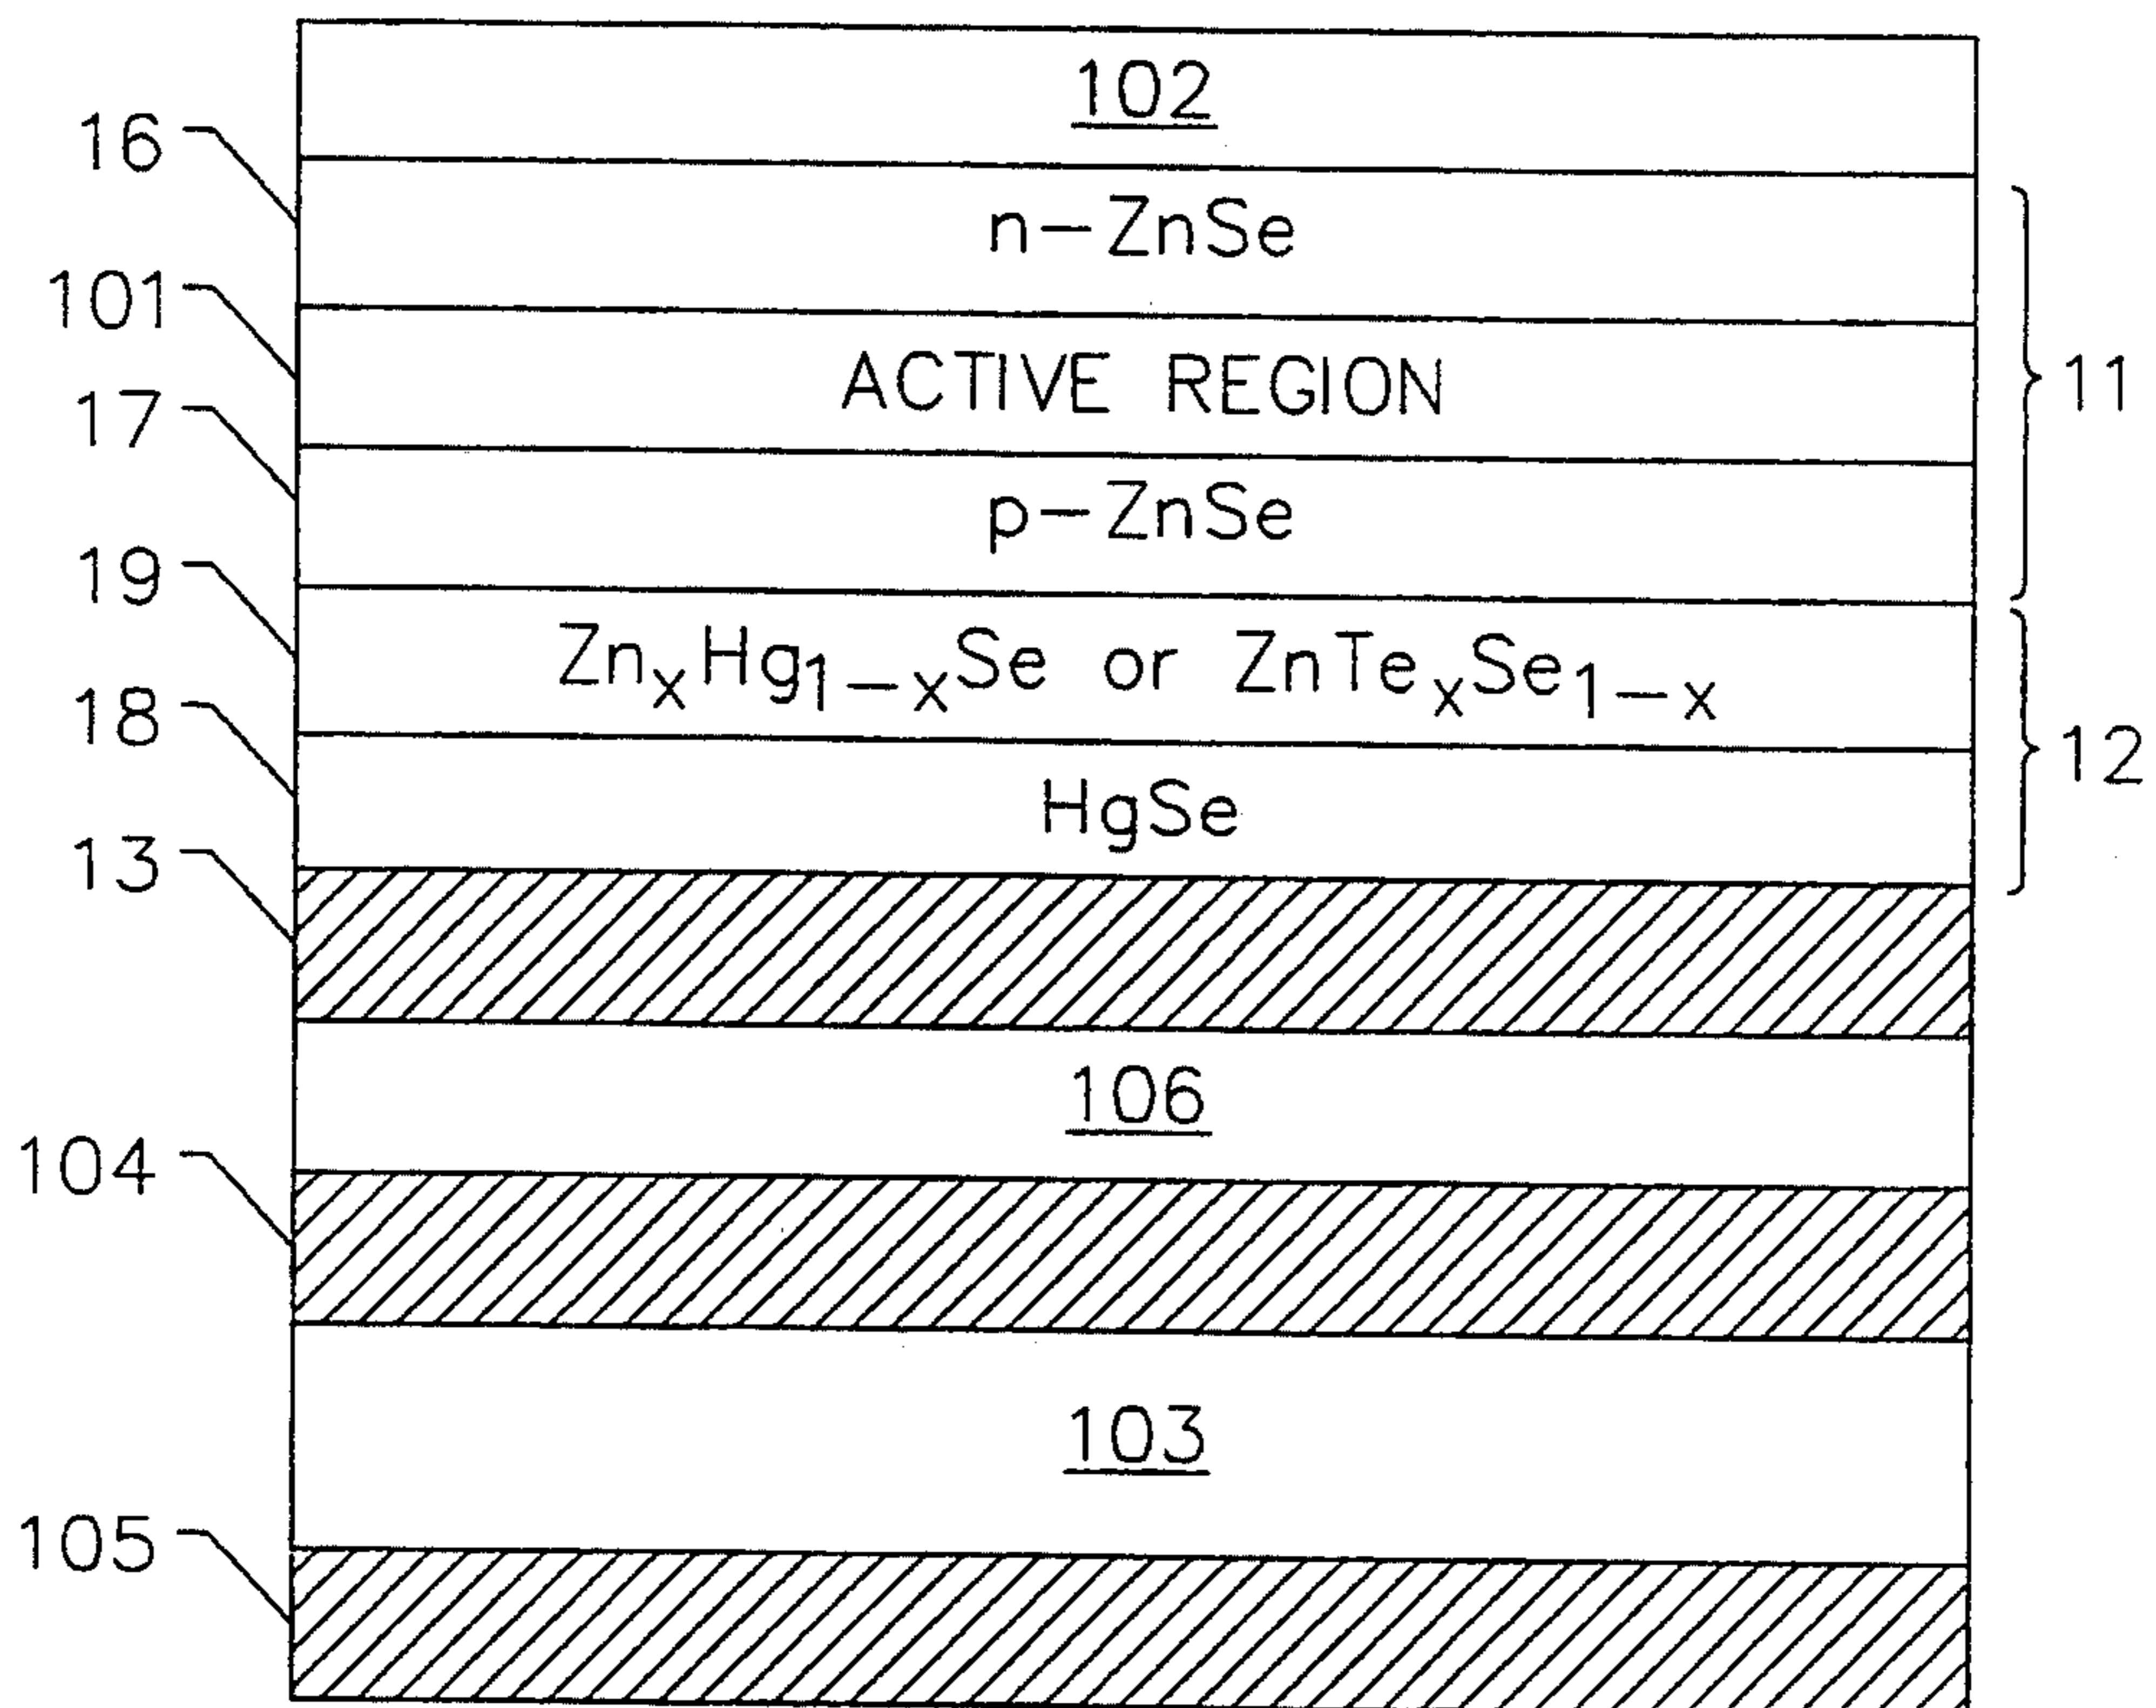 102
16
n-ZnSe
101
ACTIVE REGION
11
17
p-ZnSe
19
ZnₓHg₁₋ₓSe or ZnTeₓSe₁₋ₓ
18
12
HgSe
13
106
104
103
105